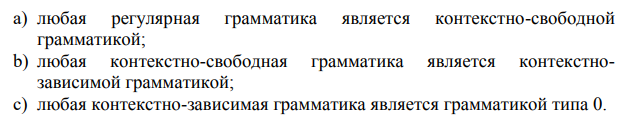 a) любая регулярная грамматика является контекстно-свободной
грамматикой;
b) любая контекстно-свободная грамматика является контекстно-
зависимой грамматикой;
c) любая контекстно-зависимая грамматика является грамматикой типа 0.